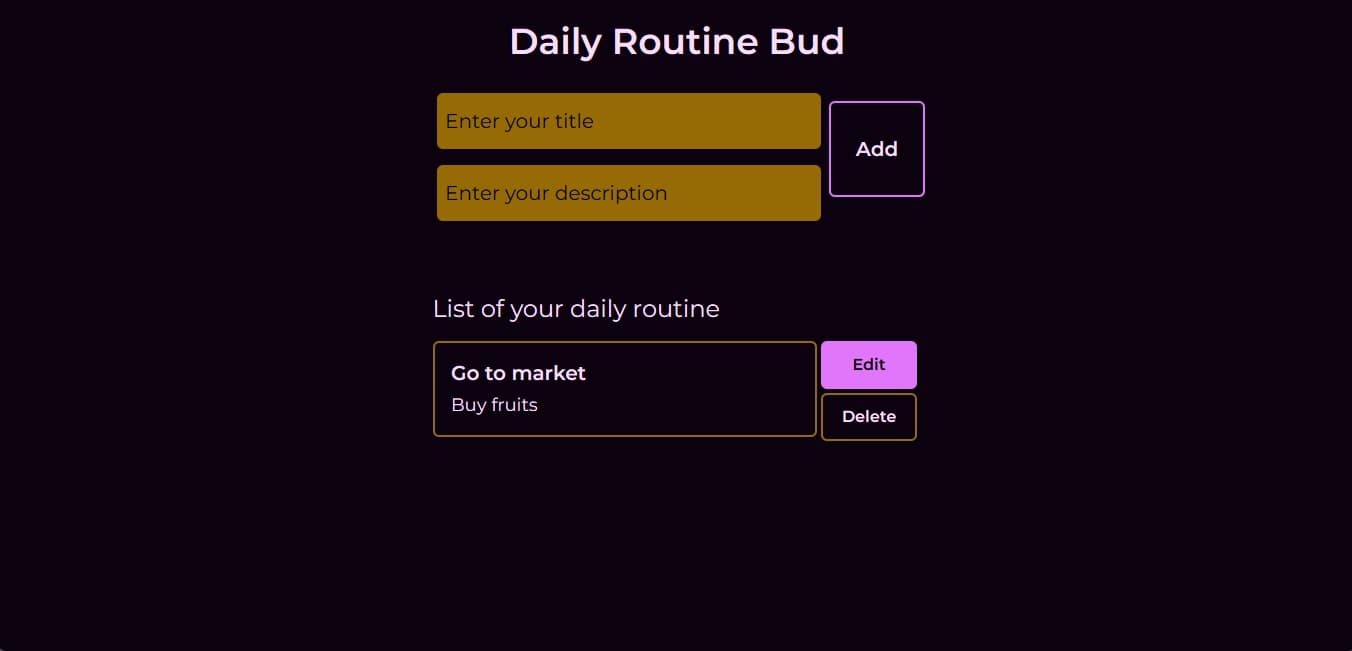 Daily Routine Bud
Enter your title
Add
Enter your description
List of your daily routine
Go to market
Buy fruits
Edit
Delete